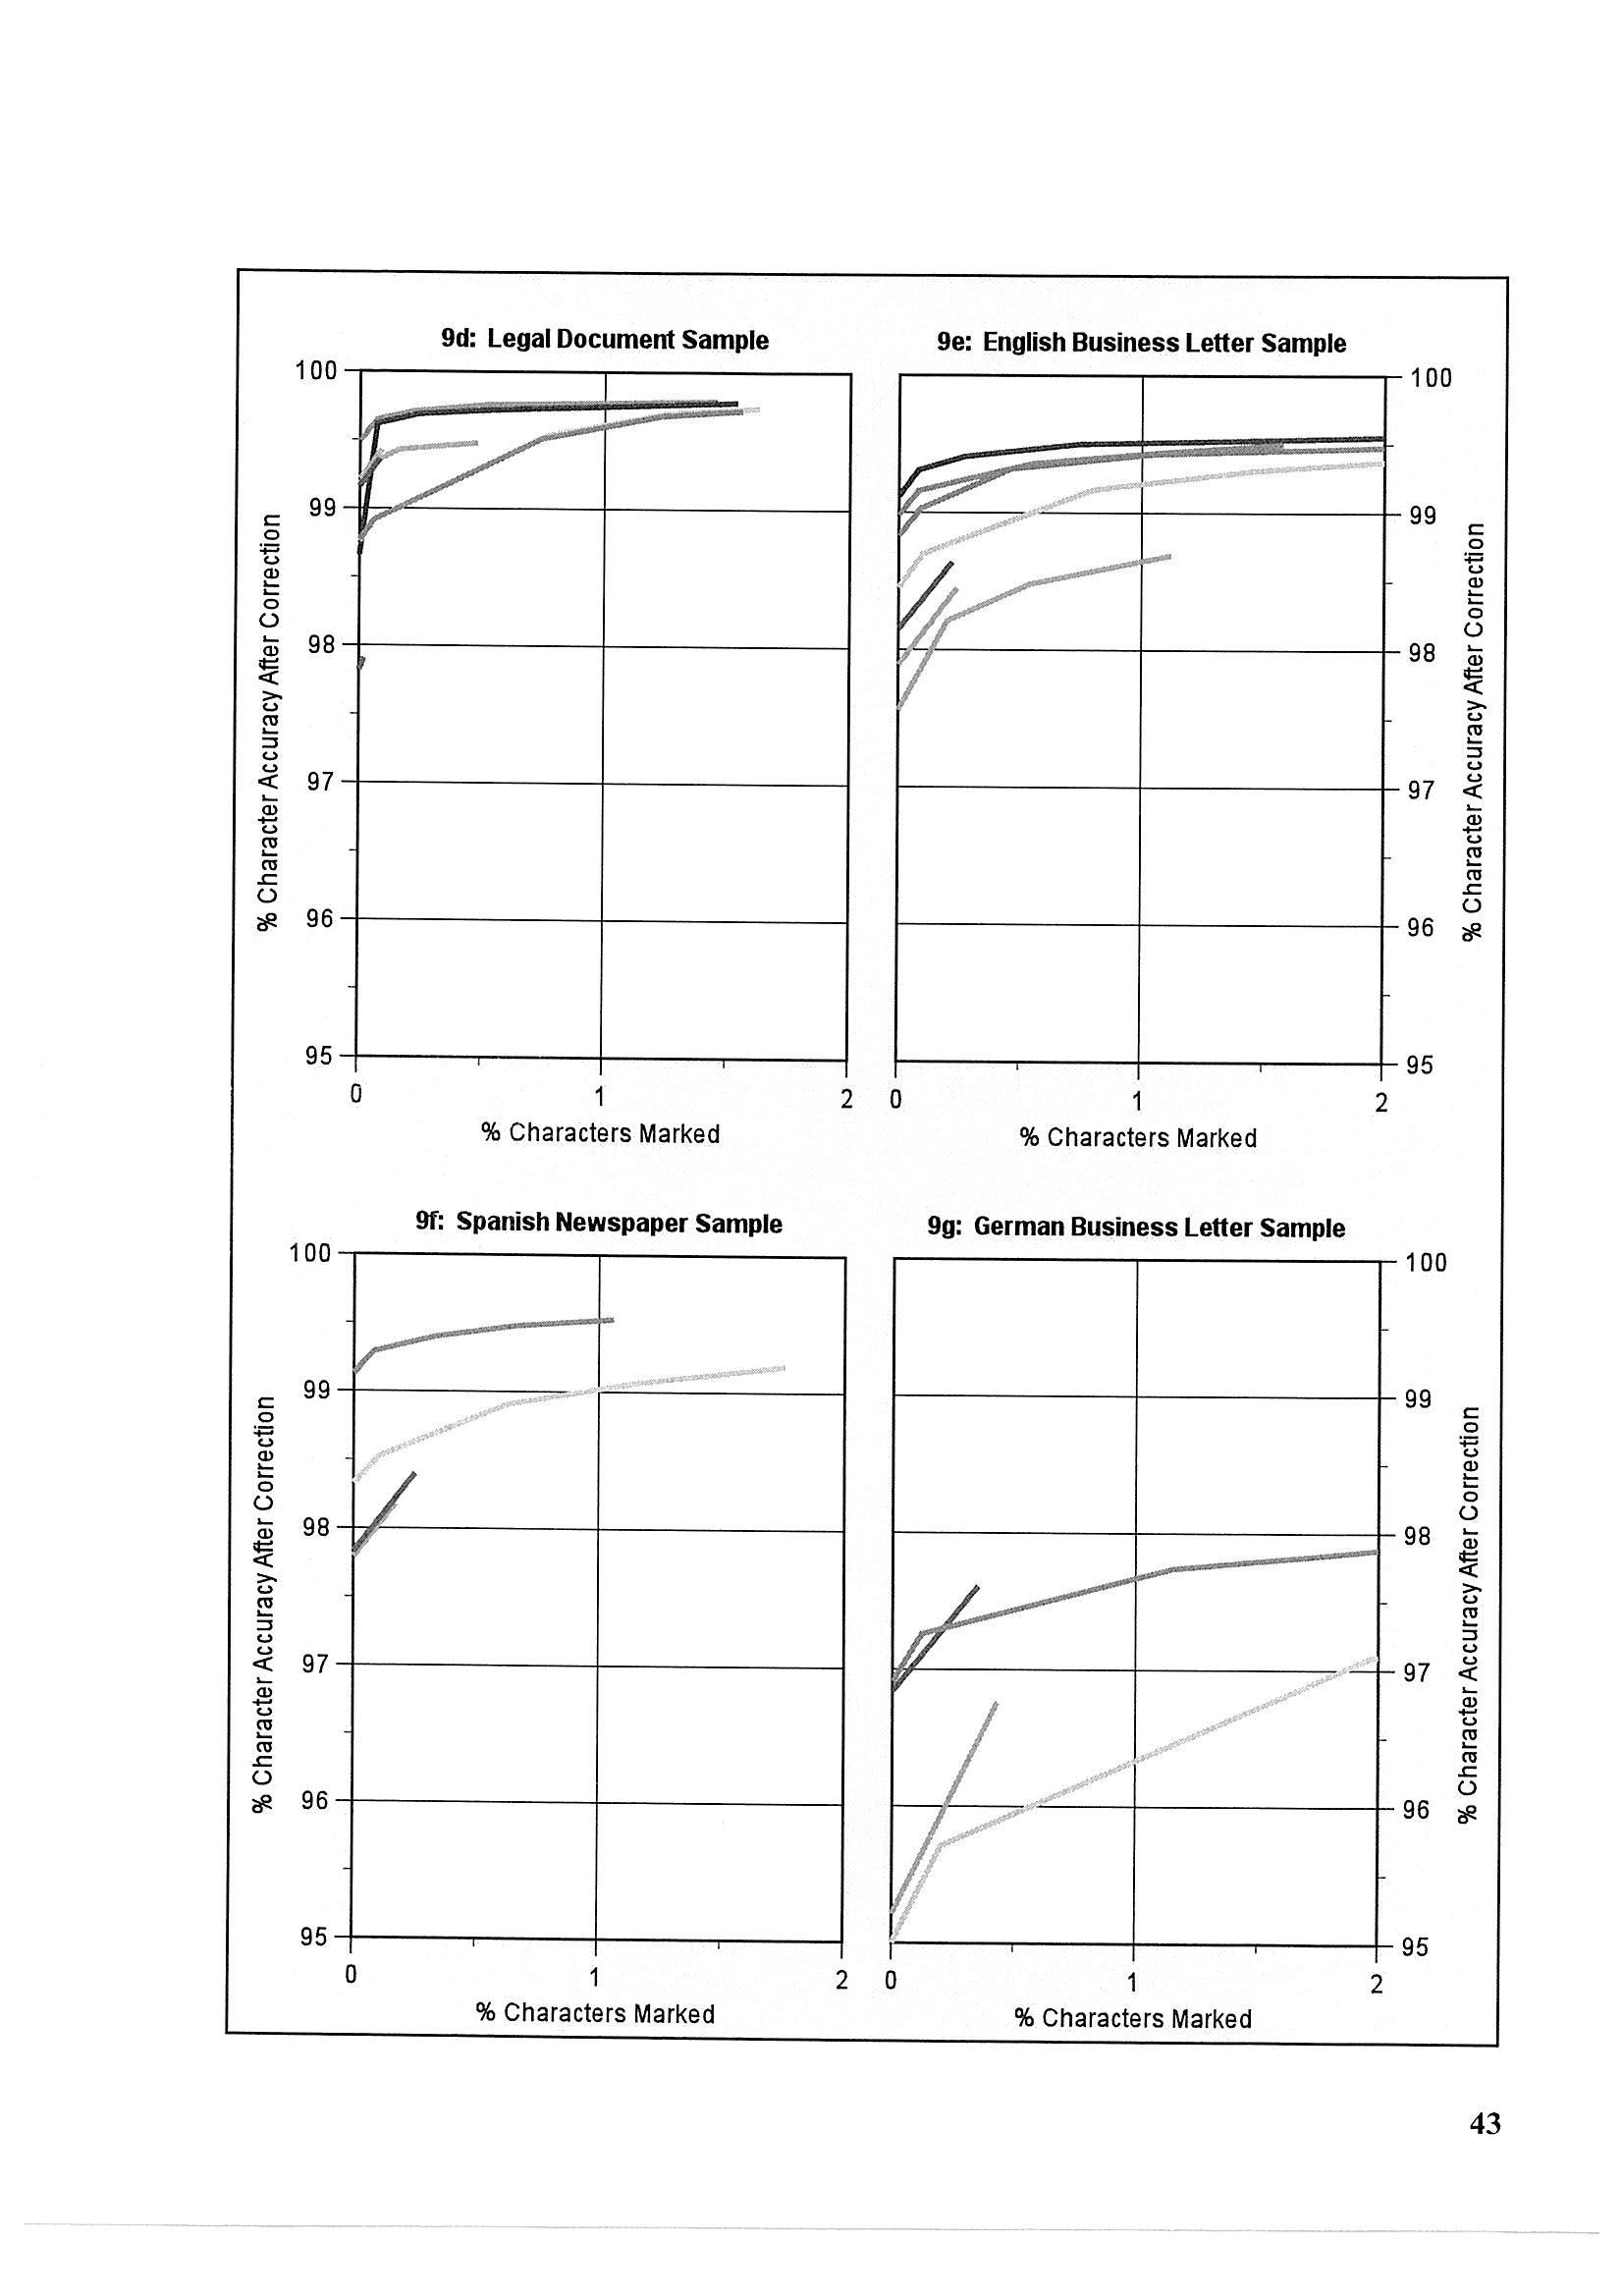 9d: Legal Document Sample
100
99
98
97
96
95
% Character Accuracy After Correction
0 1 2
% Characters Marked
9e: English Business Letter Sample
100
99
98
97
96
95
% Character Accuracy After Correction
0 1 2
% Characters Marked
9f: Spanish Newspaper Sample
100
99
98
97
96
95
% Character Accuracy After Correction
0 1 2
% Characters Marked
9g: German Business Letter Sample
100
99
98
97
96
95
% Character Accuracy After Correction
0 1 2
% Characters Marked
43